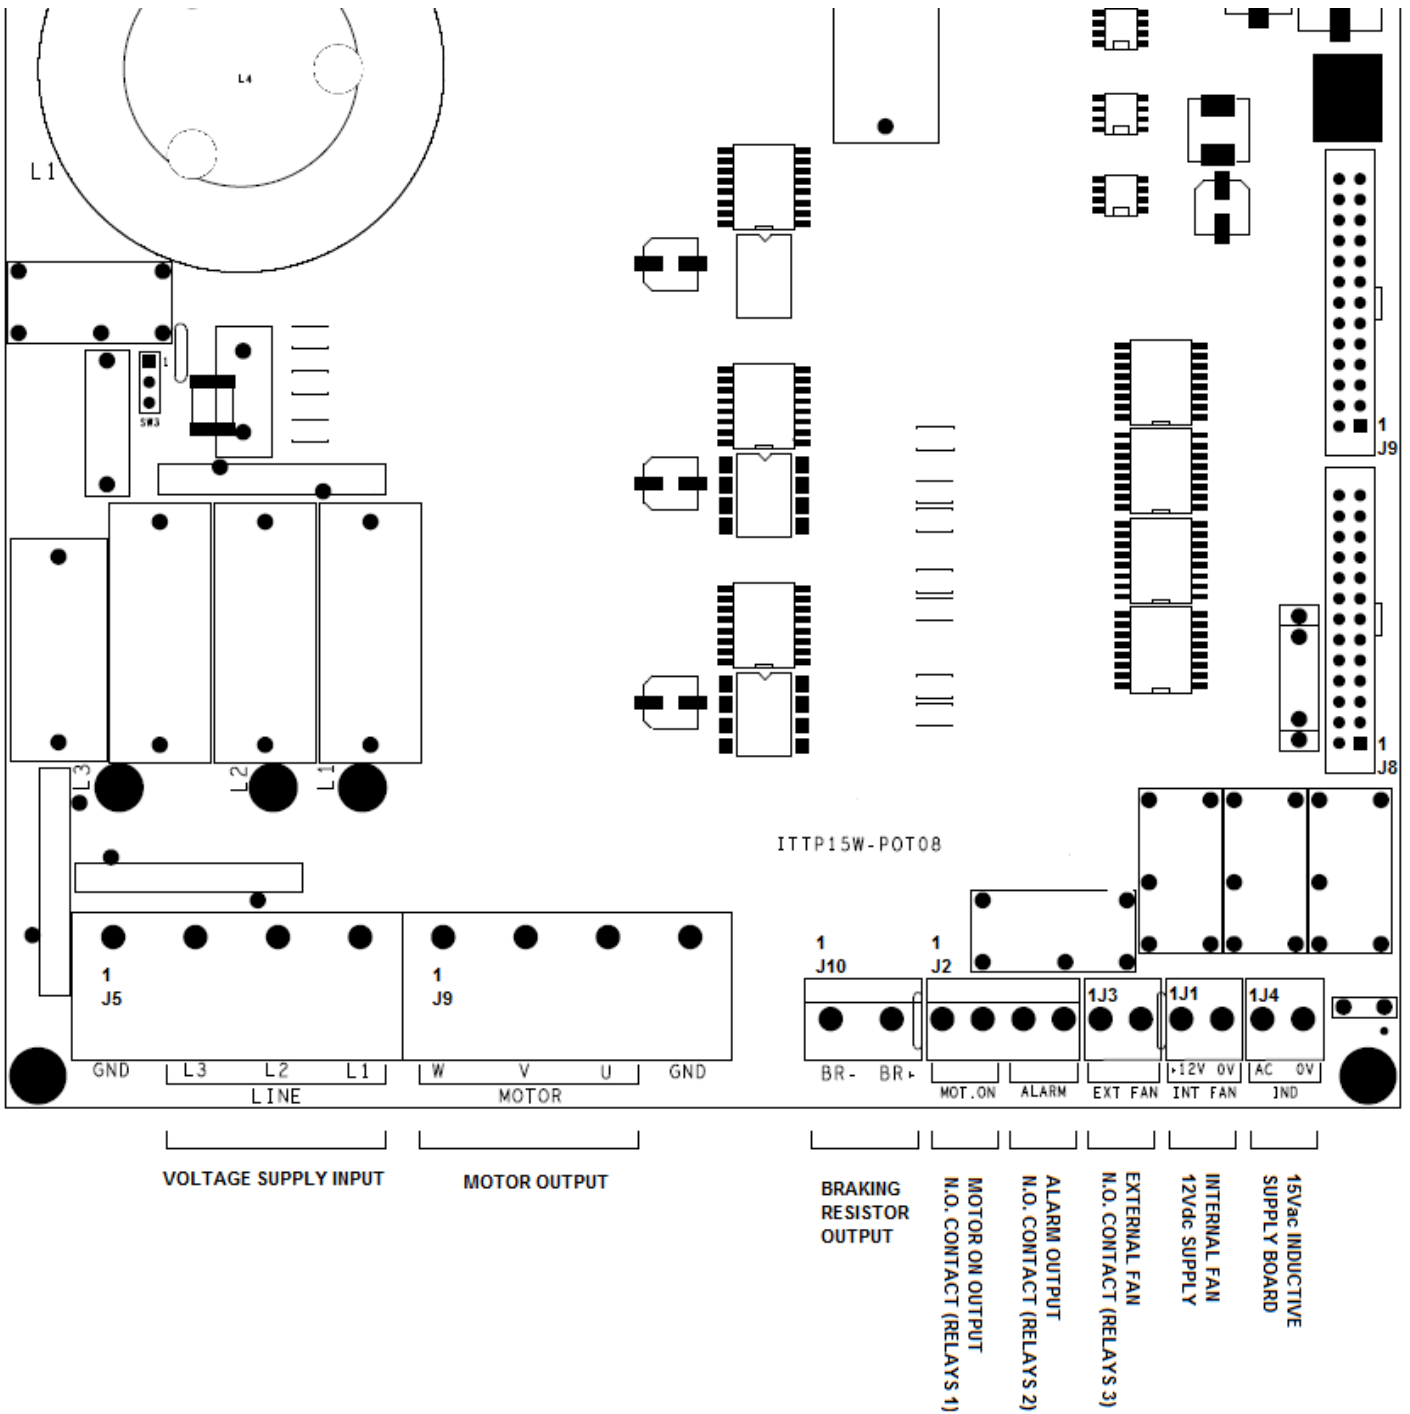 L4
L1
1
SW3
1
J9
L3
L2
L1
1
J8
ITTP15W-POT08
1
J5
1
J9
1
J10
1
J2
1J3
1J1
1J4
GND
L3
L2
L1
W
V
U
GND
BR-
BR+
+12V
0V
AC
0V
LINE
MOTOR
MOT.ON
ALARM
EXT FAN
INT FAN
IND
VOLTAGE SUPPLY INPUT
MOTOR OUTPUT
BRAKING
RESISTOR
OUTPUT
MOTOR ON OUTPUT
N.O. CONTACT (RELAYS 1)
ALARM OUTPUT
N.O. CONTACT (RELAYS 2)
EXTERNAL FAN
N.O. CONTACT (RELAYS 3)
INTERNAL FAN
12Vdc SUPPLY
15Vac INDUCTIVE
SUPPLY BOARD